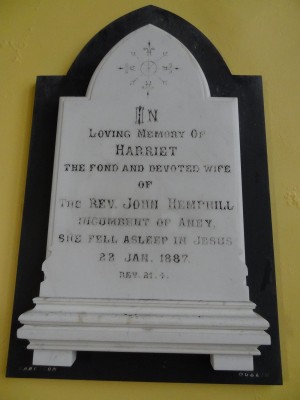 IN
LOVING MEMORY OF
HARRIET
THE FOND AND DEVOTED WIFE
OF
THE REV. JOHN HEMPHILL
INCUMBENT OF AHEY.
SHE FELL ASLEEP IN JESUS
22 JAN. 1887.
REV. 21. 4.